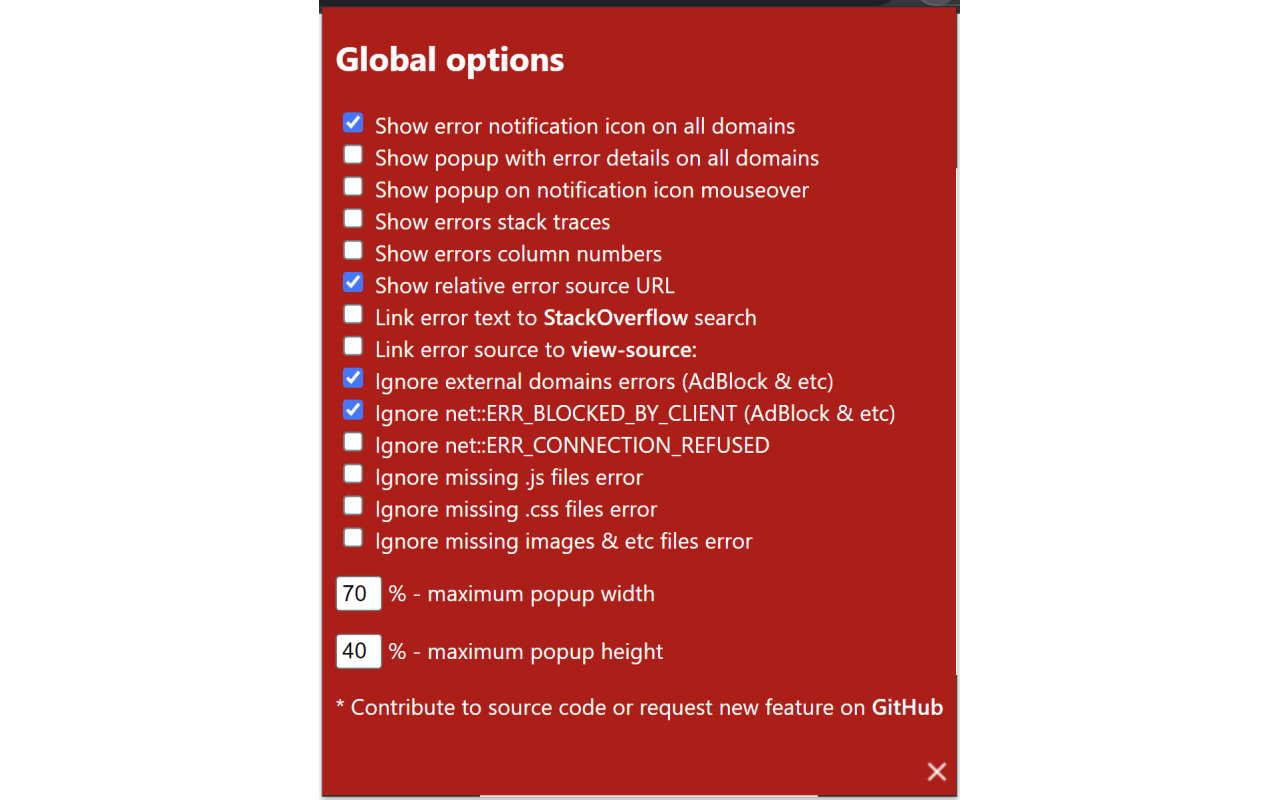 Global options
Show error notification icon on all domains
Show popup with error details on all domains
Show popup on notification icon mouseover
Show errors stack traces
Show errors column numbers
Show relative error source URL
Link error text to StackOverflow search
Link error source to view-source:
Ignore external domains errors (AdBlock & etc)
Ignore net::ERR_BLOCKED_BY_CLIENT (AdBlock & etc)
Ignore net::ERR_CONNECTION_REFUSED
Ignore missing .js files error
Ignore missing .css files error
Ignore missing images & etc files error
70 % - maximum popup width
40 % - maximum popup height
* Contribute to source code or request new feature on GitHub